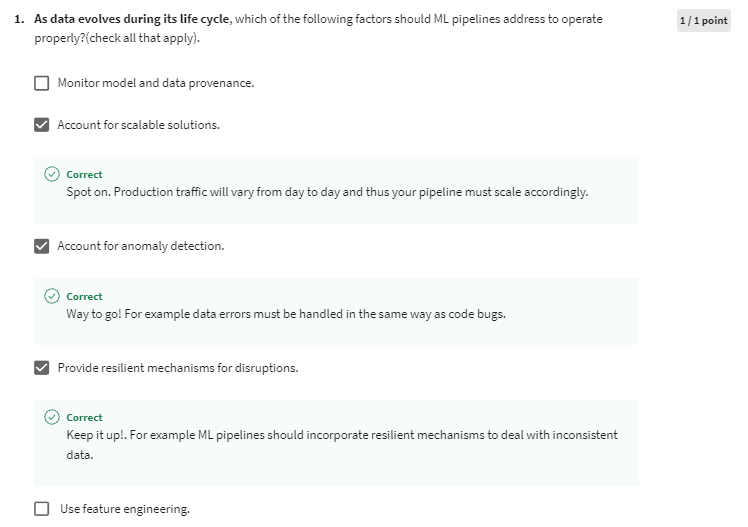 1. As data evolves during its life cycle, which of the following factors should ML pipelines address to operate
1 / 1 point
properly?(check all that apply).
Monitor model and data provenance.
Account for scalable solutions.
Correct
Spot on. Production traffic will vary from day to day and thus your pipeline must scale accordingly.
Account for anomaly detection.
Correct
Way to go! For example data errors must be handled in the same way as code bugs.
Provide resilient mechanisms for disruptions.
Correct
Keep it up!. For example ML pipelines should incorporate resilient mechanisms to deal with inconsistent
data.
Use feature engineering.